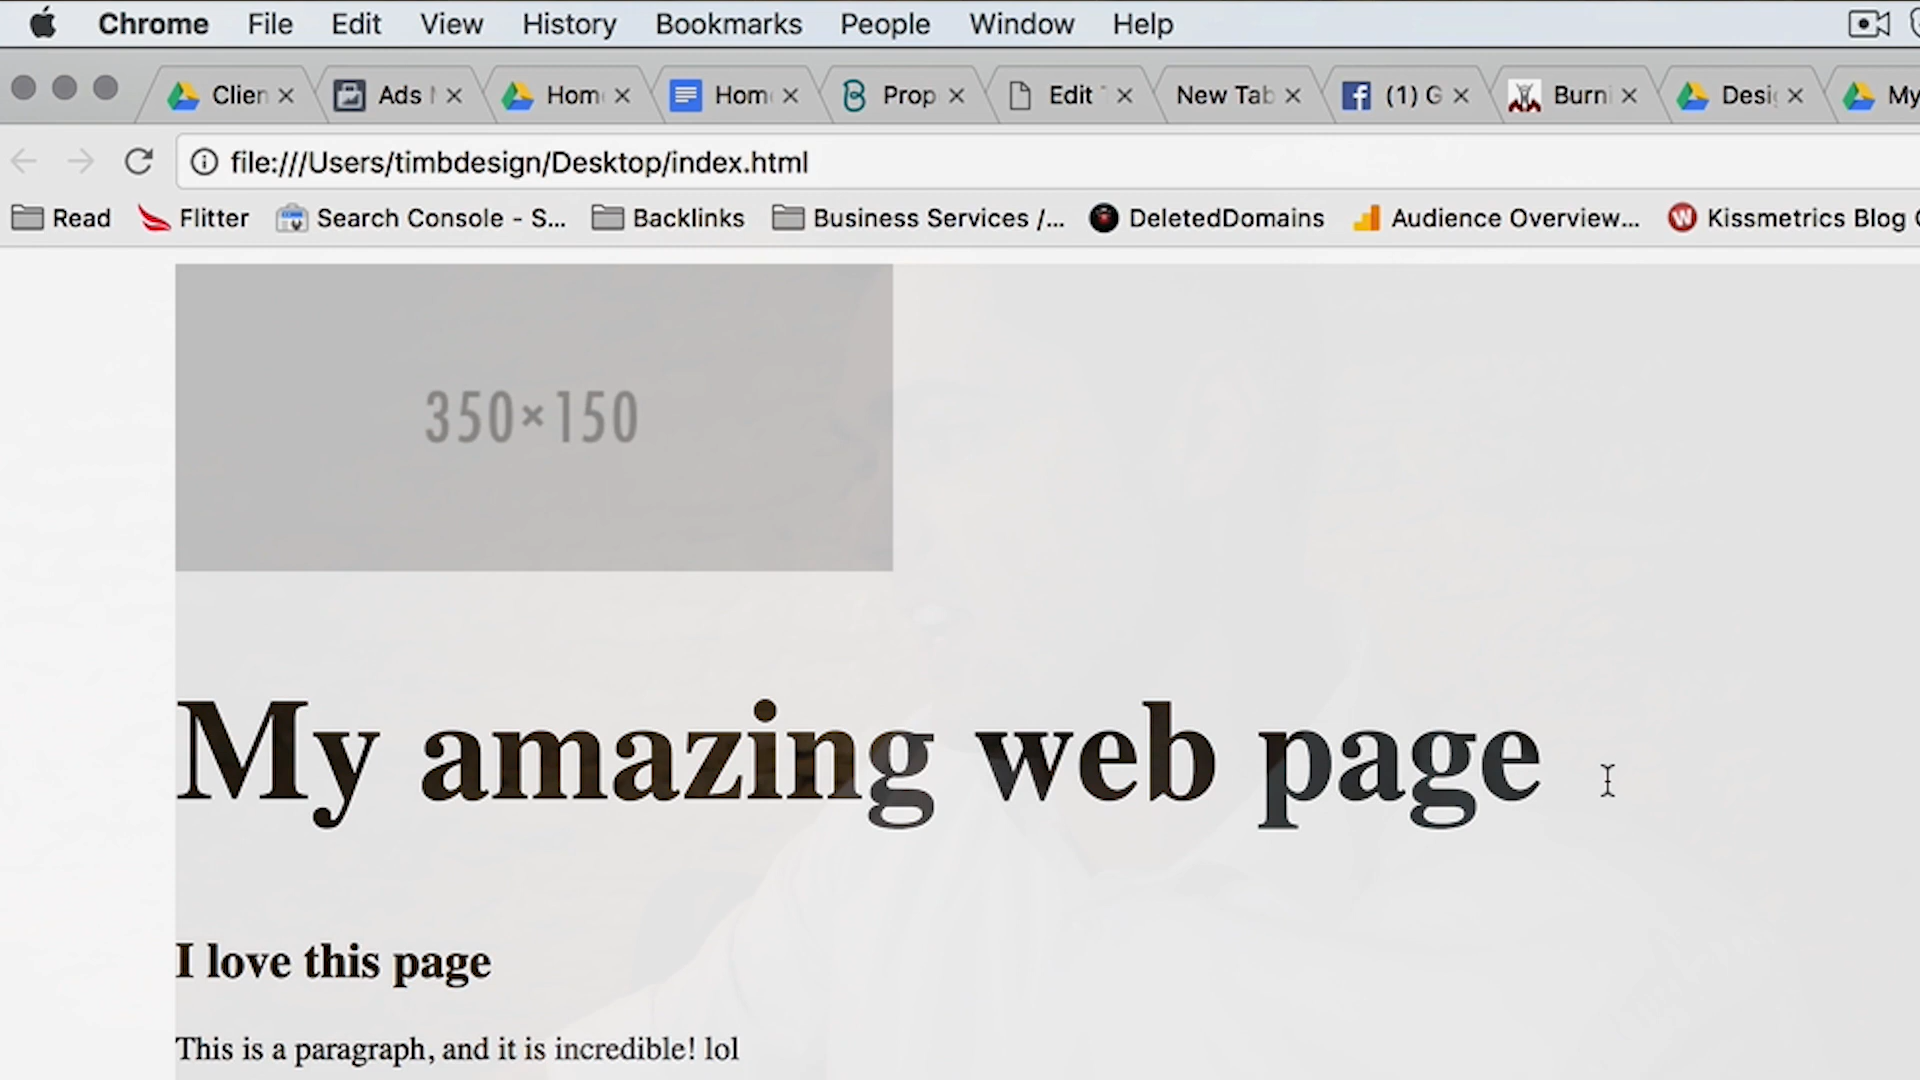 Chrome File Edit View History Bookmarks People Window Help
Clien Ads Hom Hom Prop Edit New Tab (1) G Burni Desi My
file:///Users/timbdesign/Desktop/index.html
Read Flitter Search Console - S... Backlinks Business Services /... DeletedDomains Audience Overview... Kissmetrics Blog
350×150
My amazing web page
I love this page
This is a paragraph, and it is incredible! lol